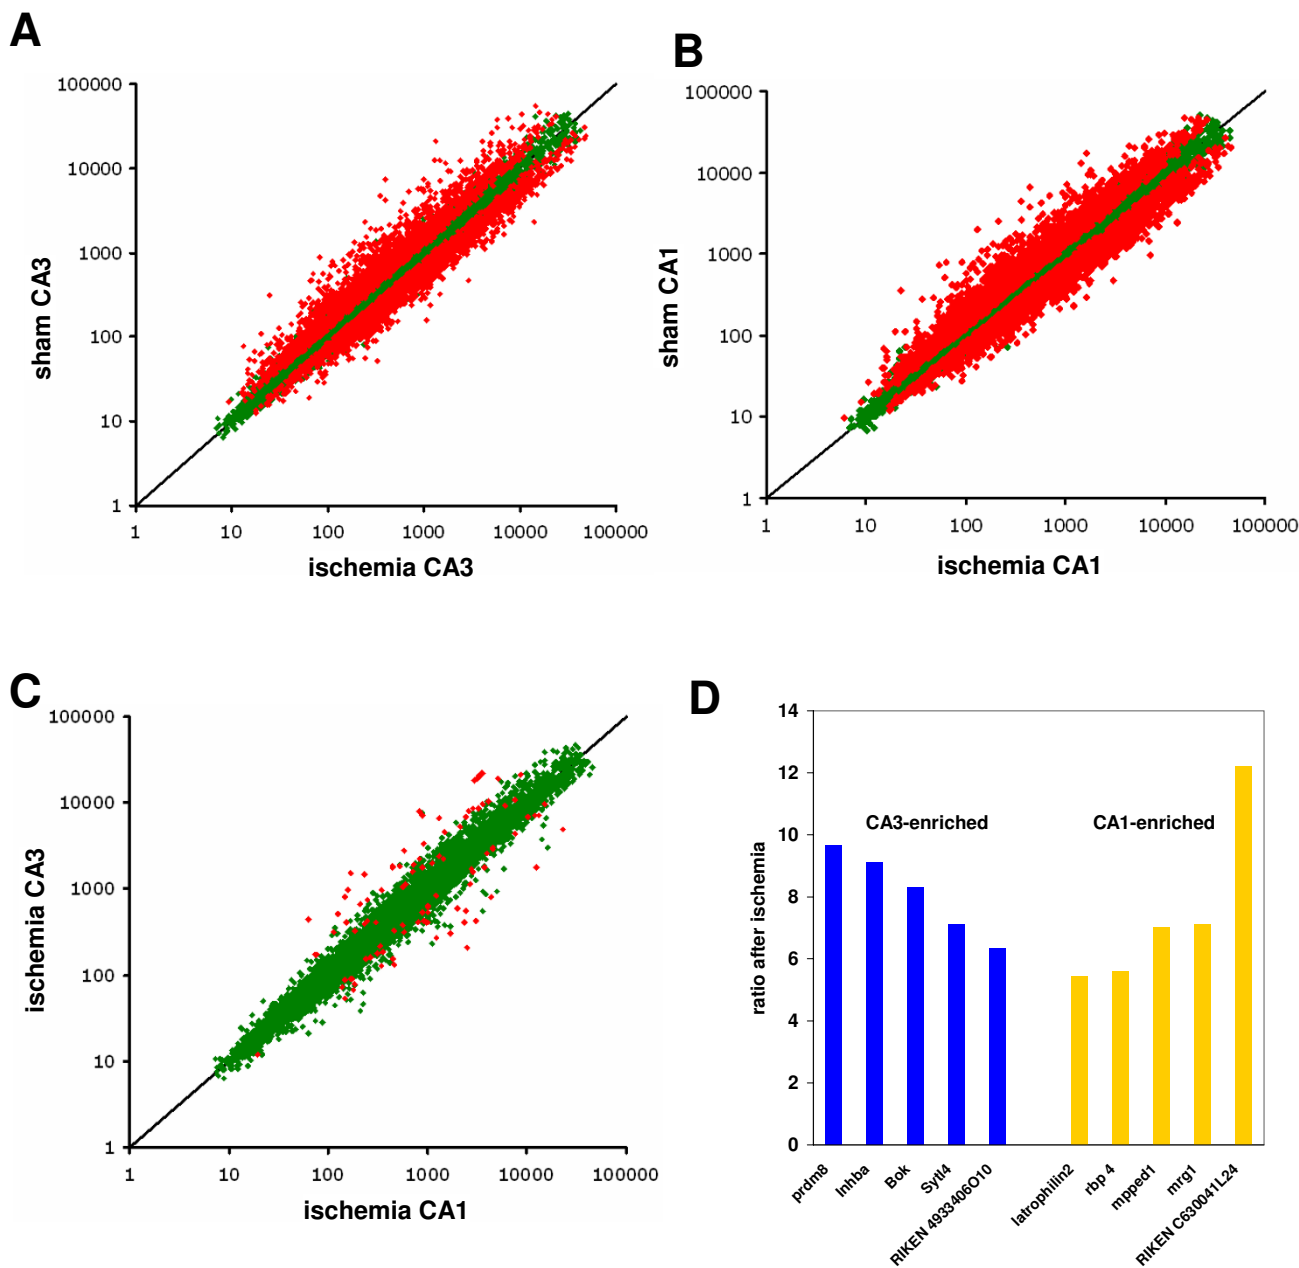 A
100000
10000
1000
100
10
1
sham CA3
1 10 100 1000 10000 100000
ischemia CA3
B
100000
10000
1000
100
10
1
sham CA1
1 10 100 1000 10000 100000
ischemia CA1
C
100000
10000
1000
100
10
1
ischemia CA3
1 10 100 1000 10000 100000
ischemia CA1
D
14
12
10
8
6
4
2
0
ratio after ischemia
CA3-enriched CA1-enriched
prdm8
Inhba
Bok
Sytl4
RIKEN 4933406O10
latrophilin2
rbp 4
mpped1
mrg1
RIKEN C630041L24